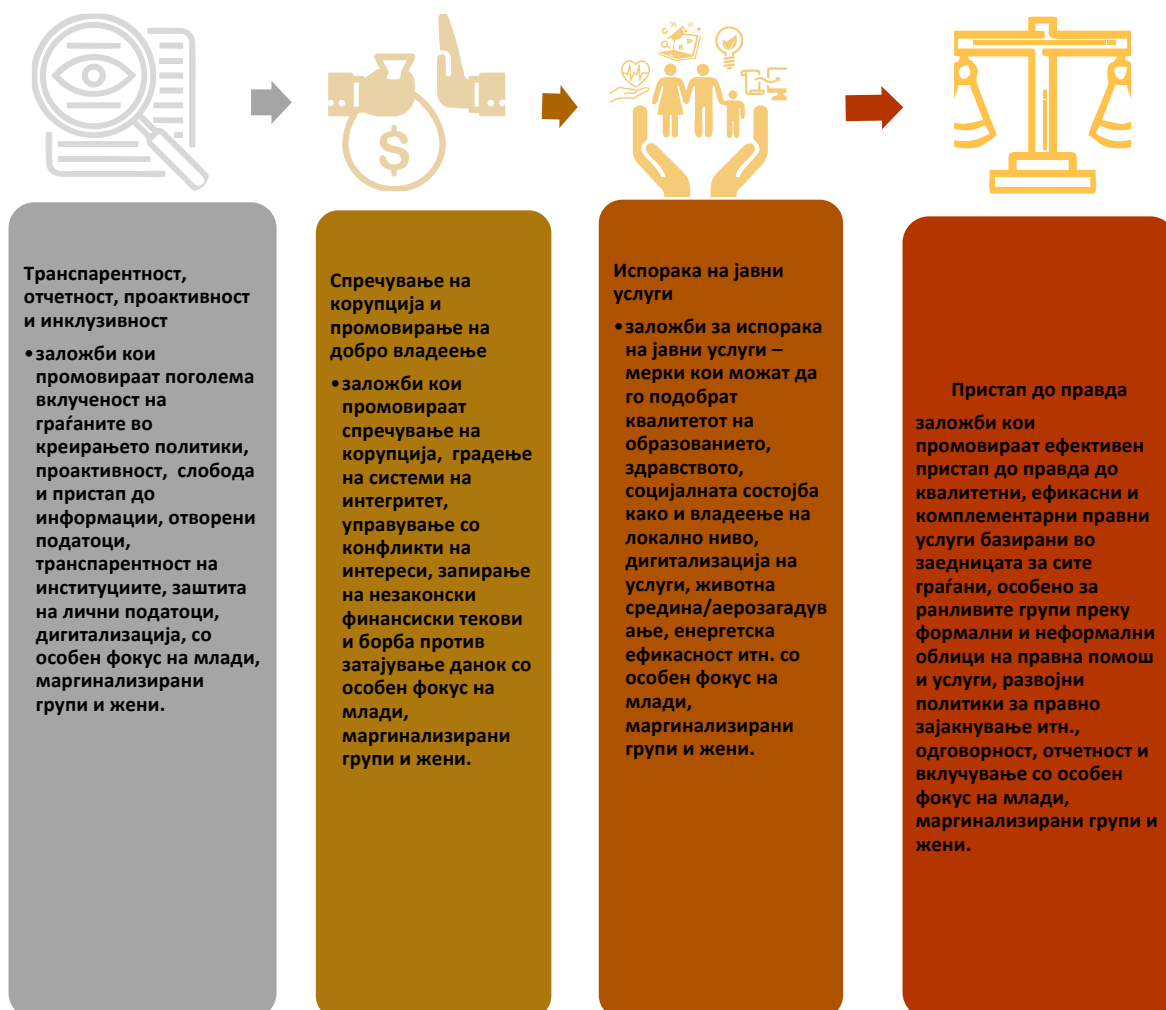 Транспарентност,
отчетност, проактивност
и инклузивност
•заложби кои
промовираат поголема
вклученост на
граѓаните во
креирањето политики,
проактивност, слобода
и пристап до
информации, отворени
податоци,
транспарентност на
институциите, заштита
на лични податоци,
дигитализација, со
особен фокус на млади,
маргинализирани
групи и жени.
Спречување на
корупција и
промовирање на
добро владеење
•заложби кои
промовираат
спречување на
корупција, градење
на системи на
интегритет,
управување со
конфликти на
интереси, запирање
на незаконски
финансиски текови
и борба против
затајување данок со
особен фокус на
млади,
маргинализирани
групи и жени.
Испорака на јавни
услуги
•заложби за испорака
на јавни услуги –
мерки кои можат да
го подобрат
квалитетот на
образованието,
здравството,
социјалната состојба
како и владеење на
локално ниво,
дигитализација на
услуги, животна
средина/аерозагадув
ање, енергетска
ефикасност итн. со
особен фокус на
млади,
маргинализирани
групи и жени.
Пристап до правда
заложби кои
промовираат ефективен
пристап до правда до
квалитетни, ефикасни и
комплементарни правни
услуги базирани во
заедницата за сите
граѓани, особено за
ранливите групи преку
формални и неформални
облици на правна помош
и услуги, развојни
политики за правно
зајакнување итн.,
одговорност, отчетност и
вклучување со особен
фокус на млади,
маргинализирани групи и
жени.